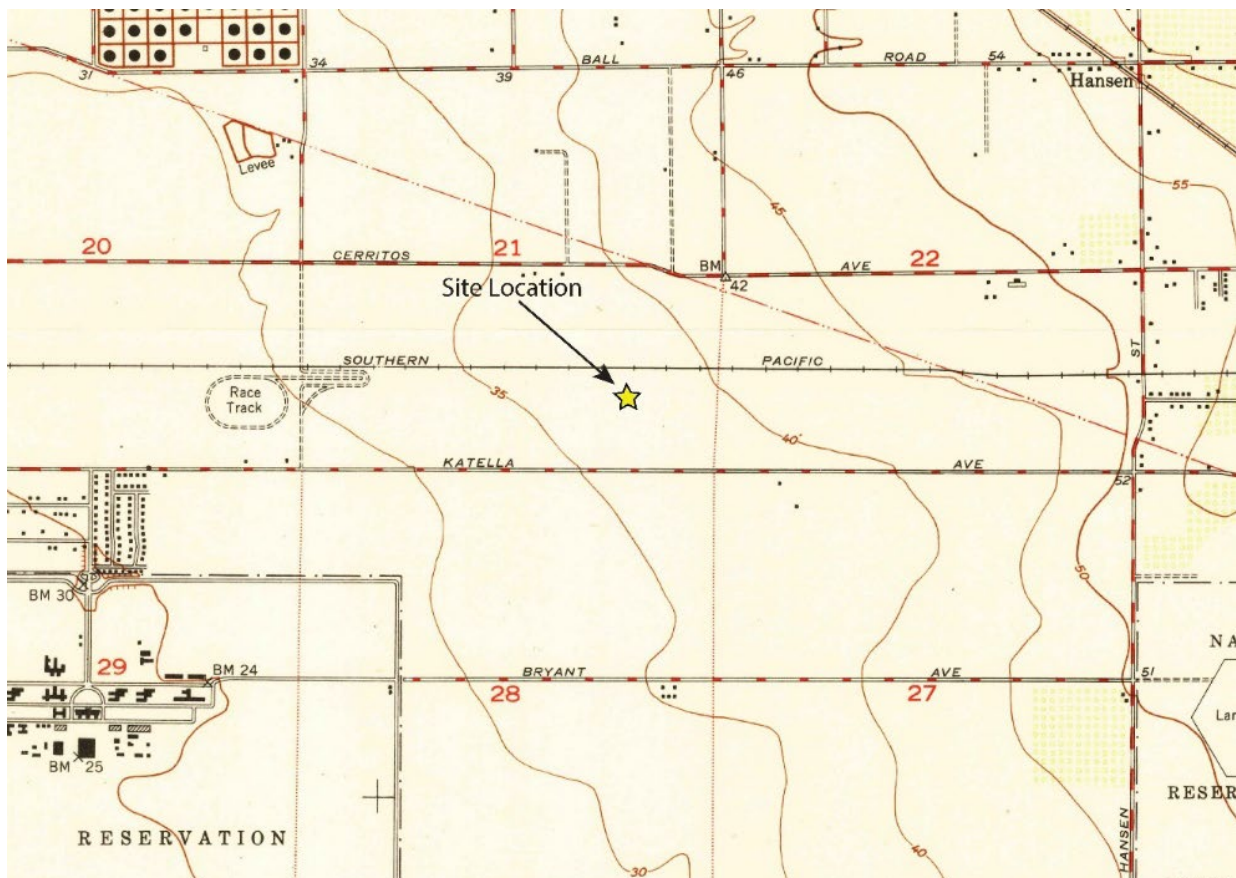 31
34
39
BALL
46
ROAD
54
Hansen
Levee
55
45
20
CERRITOS
21
BM
42
AVE
22
Site Location
SOUTHERN
PACIFIC
ST
Race
Track
35
40
KATELLA
AVE
52
BM 30
50
29
BM 24
28
BRYANT
27
AVE
51
NA
Lar
BM 25
RESERVATION
RESER
HANSEN
30
40